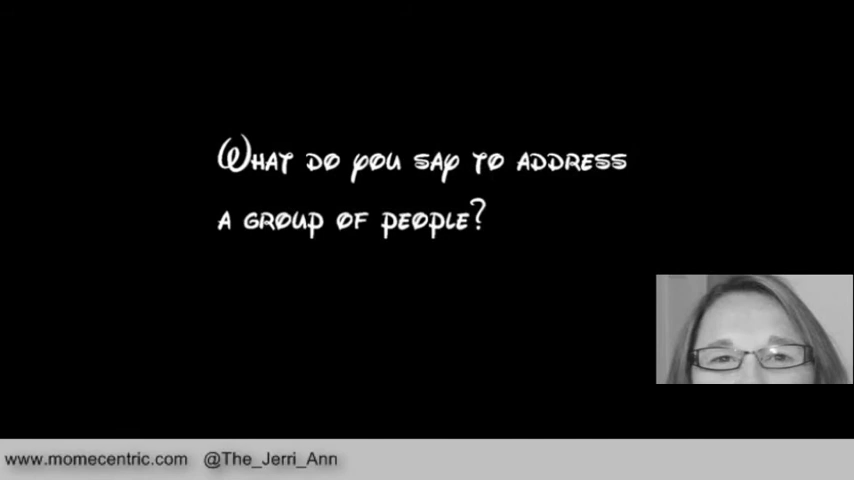 What do you say to address
a group of people?
www.momecentric.com @The_Jerri_Ann